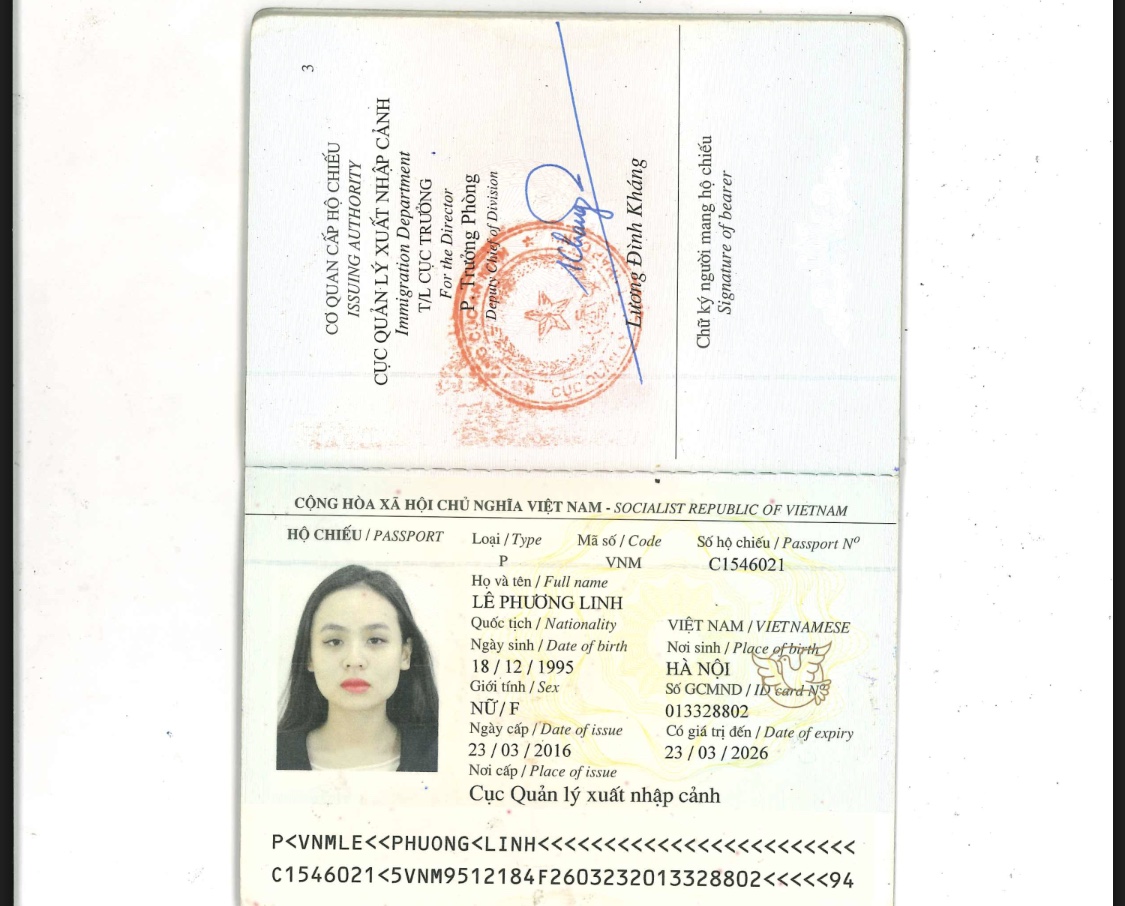 3
CƠ QUAN CẤP HỘ CHIẾU
ISSUING AUTHORITY
CỤC QUẢN LÝ XUẤT NHẬP CẢNH
Immigration Department
T/L CỤC TRƯỞNG
For the Director
P. Trưởng Phòng
Deputy Chief of Division
CỤC QUẢN L
Khang
Lương Đình Kháng
Chữ ký người mang hộ chiếu
Signature of bearer
CỘNG HÒA XÃ HỘI CHỦ NGHĨA VIỆT NAM - SOCIALIST REPUBLIC OF VIETNAM
HỘ CHIẾU / PASSPORT Loại / Type Mã số / Code Số hộ chiếu / Passport Nº
P VNM C1546021
Họ và tên / Full name
LÊ PHƯƠNG LINH
Quốc tịch / Nationality VIỆT NAM / VIETNAMESE
Ngày sinh / Date of birth Nơi sinh / Place of birth
18 / 12 / 1995 HÀ NỘI
Giới tính / Sex Số GCMND / ID card Nº
NỮ / F 013328802
Ngày cấp / Date of issue Có giá trị đến / Date of expiry
23 / 03 / 2016 23 / 03 / 2026
Nơi cấp / Place of issue
Cục Quản lý xuất nhập cảnh
P<VNMLE<<PHUONG<LINH<<<<<<<<<<<<<<<<<<<<<<<<
C1546021<5VNM9512184F2603232013328802<<<<<94